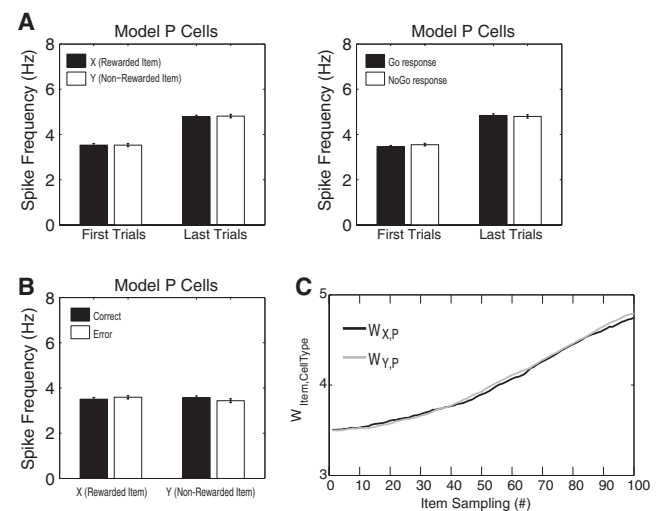 A
Model P Cells
Spike Frequency (Hz)
8
6
4
2
0
X (Rewarded Item)
Y (Non-Rewarded Item)
First Trials
Last Trials
Model P Cells
Spike Frequency (Hz)
8
6
4
2
0
Go response
NoGo response
First Trials
Last Trials
B
Model P Cells
Spike Frequency (Hz)
8
6
4
2
0
Correct
Error
X (Rewarded Item)
Y (Non-Rewarded Item)
C
W Item,CellType
5
4
3
W X,P
W Y,P
0 10 20 30 40 50 60 70 80 90 100
Item Sampling (#)